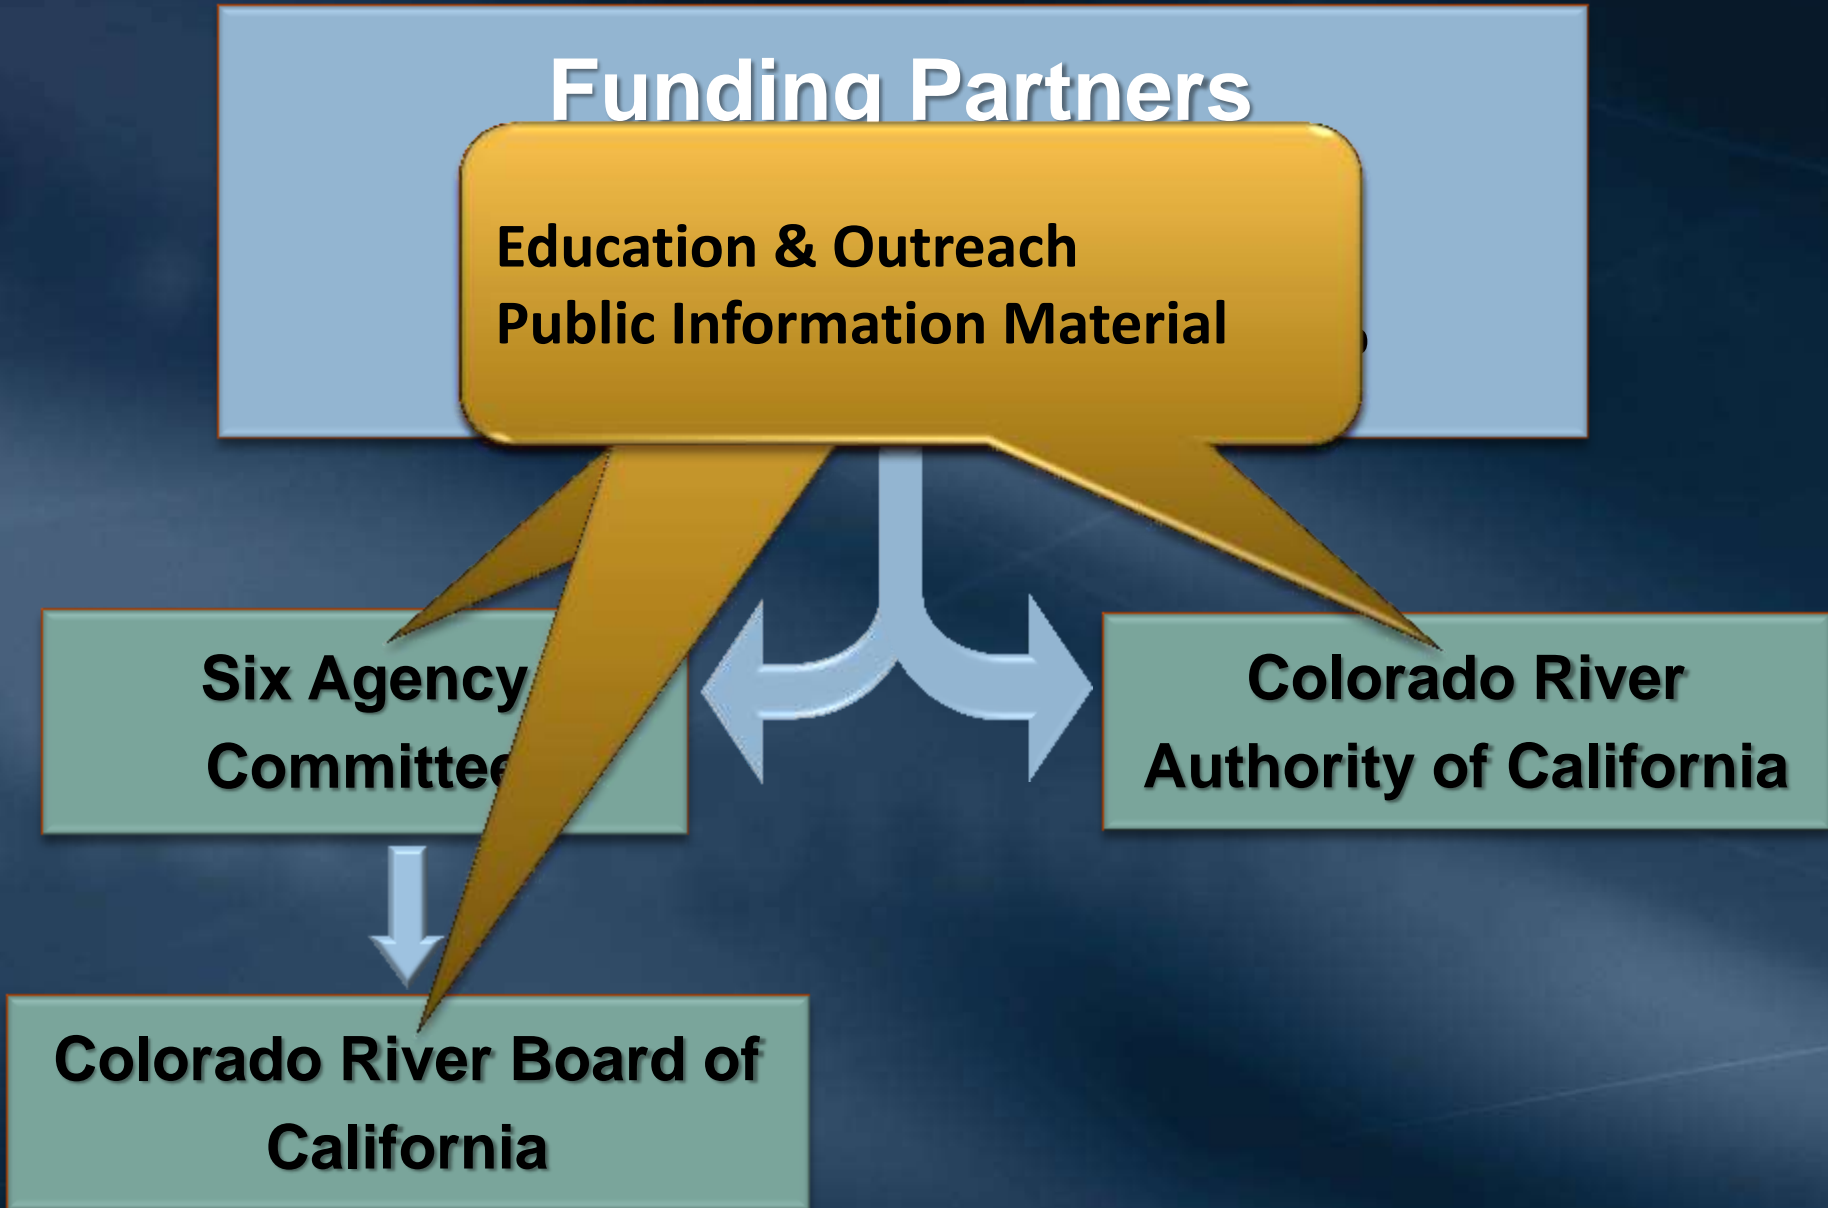 Funding Partners
Education & Outreach
Public Information Material
Six Agency
Committee
Colorado River
Authority of California
Colorado River Board of
California